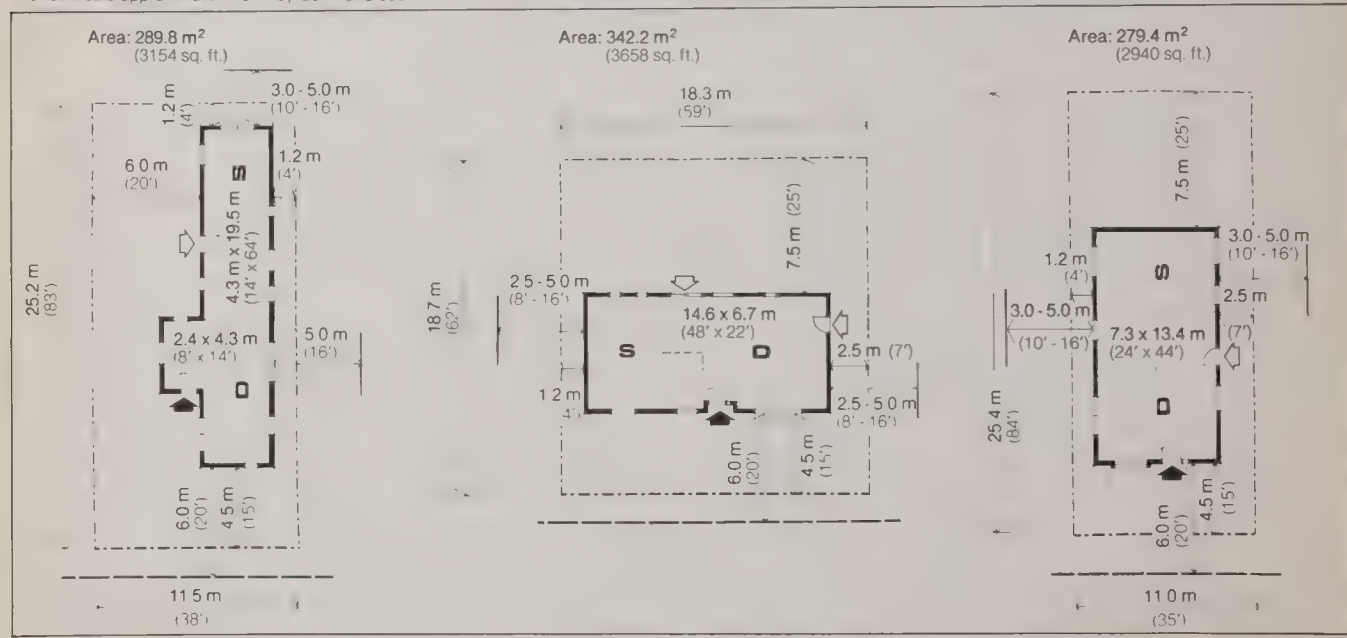 Area: 289.8 m²
(3154 sq. ft.)
3.0 - 5.0 m
(10' - 16')
1.2 m
(4')
6.0 m
(20')
1.2 m
(4')
S
4.3 m x 19.5 m
(14' x 64')
25.2 m
(83')
2.4 x 4.3 m
(8' x 14')
5 0 m
(16')
D
6.0 m
(20')
4 5 m
(15')
11 5 m
(38')
Area: 342.2 m²
(3658 sq. ft.)
18.3 m
(59')
7.5 m (25')
2 5 - 5 0 m
(8' - 16')
18 7 m
(62')
14.6 x 6.7 m
(48' x 22')
S
D
2.5 m (7')
1 2 m
4')
2.5 - 5 0 m
(8' - 16')
6.0 m
(20')
4 5 m
(15')
Area: 279.4 m²
(2940 sq. ft.)
7.5 m (25')
3.0 - 5.0 m
(10' - 16')
1.2 m
(4')
S
2.5 m
(7')
3.0 - 5.0 m
(10' - 16')
7.3 x 13.4 m
(24' x 44')
D
25.4 m
(84')
6.0 m
(20')
4.5 m
(15')
11 0 m
(35')